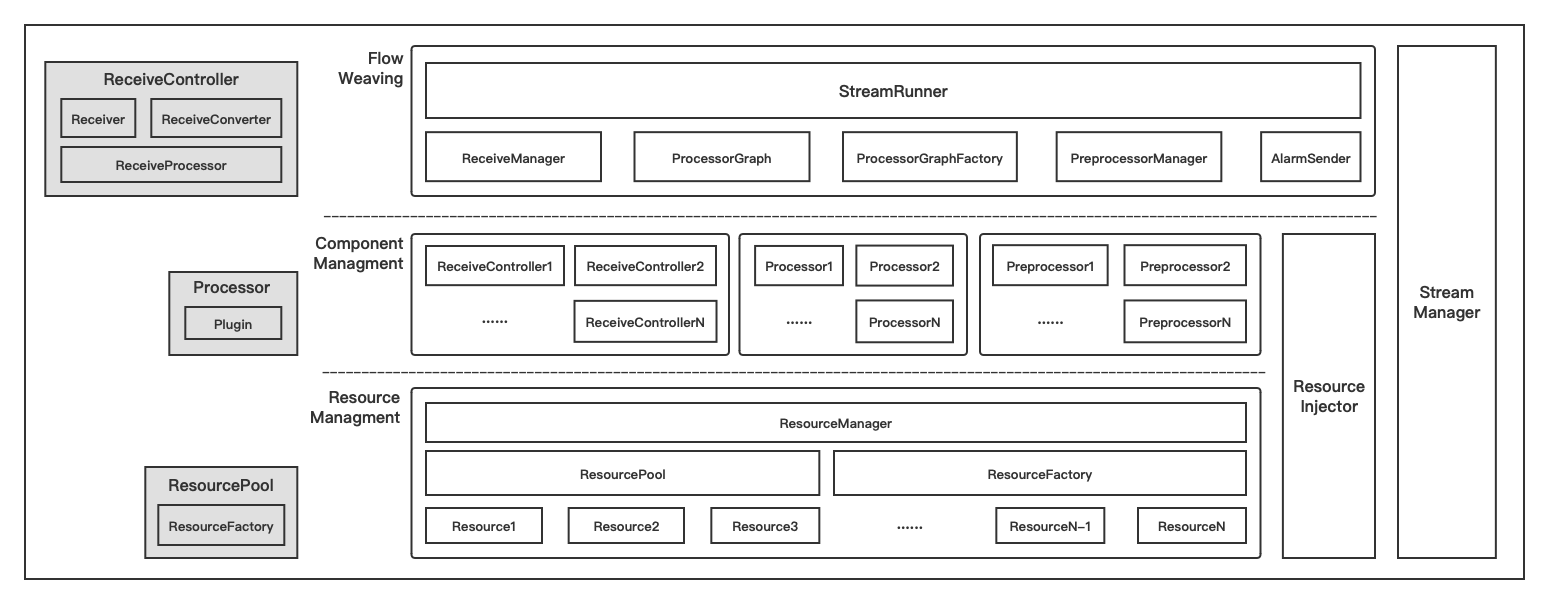 ReceiveController
Receiver
ReceiveConverter
ReceiveProcessor
Flow
Weaving
StreamRunner
ReceiveManager
ProcessorGraph
ProcessorGraphFactory
PreprocessorManager
AlarmSender
Component
Managment
Processor
Plugin
ReceiveController1
ReceiveController2
......
ReceiveControllerN
Processor1
Processor2
......
ProcessorN
Preprocessor1
Preprocessor2
......
PreprocessorN
Resource
Managment
ResourcePool
ResourceFactory
ResourceManager
ResourcePool
ResourceFactory
Resource1
Resource2
Resource3
......
ResourceN-1
ResourceN
Resource
Injector
Stream
Manager